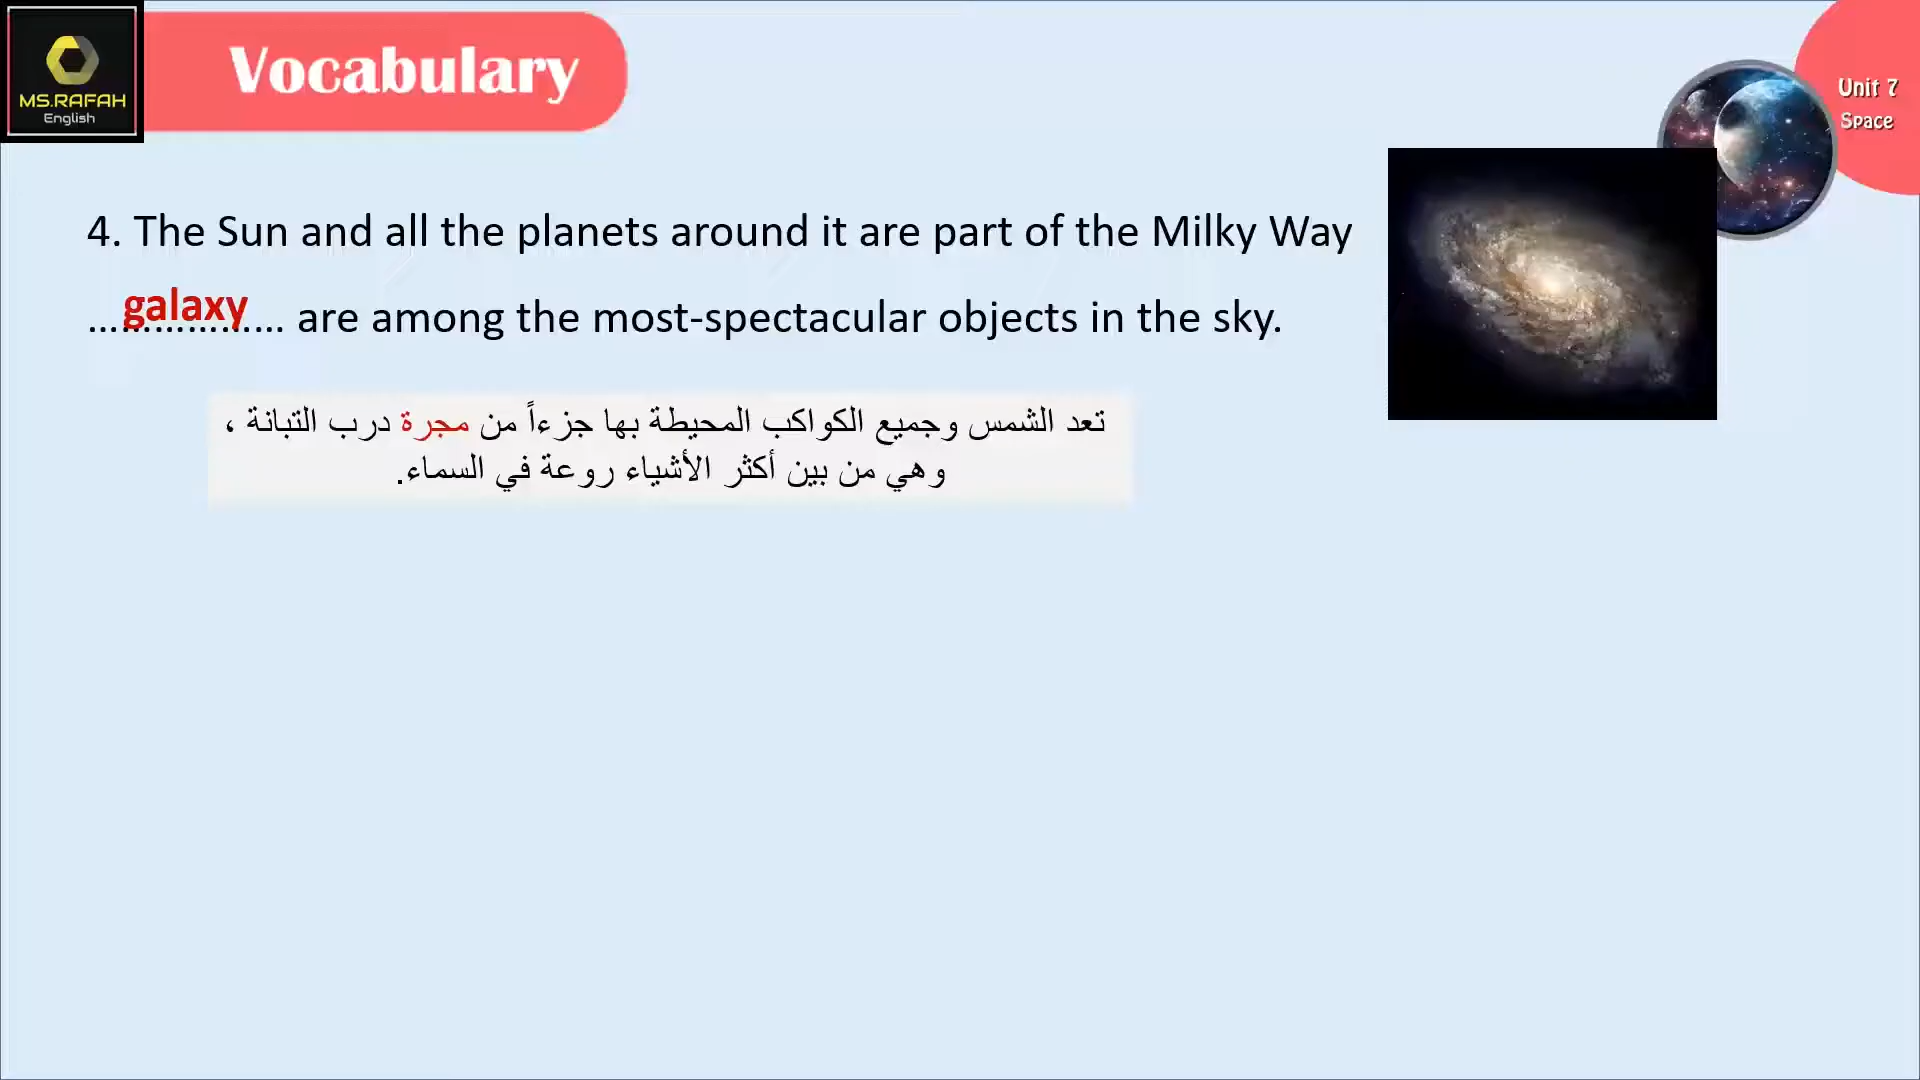 MS.RAFAH
English
Vocabulary
Unit 7
Space
4. The Sun and all the planets around it are part of the Milky Way
galaxy
……………… are among the most-spectacular objects in the sky.
تعد الشمس وجميع الكواكب المحيطة بها جزءاً من مجرة درب التبانة ،
وهي من بين أكثر الأشياء روعة في السماء.